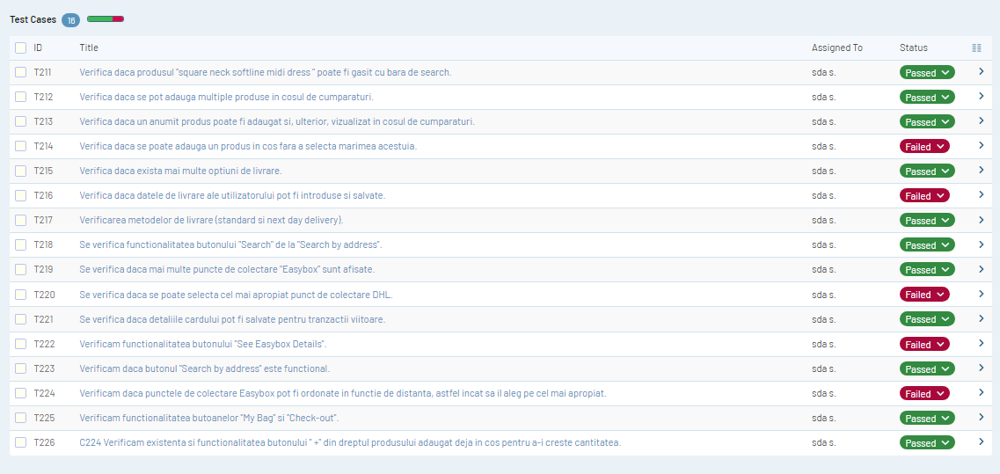 Test Cases 16
ID Title Assigned To Status
T211 Verifica daca produsul "square neck softline midi dress " poate fi gasit cu bara de search. sda s. Passed
T212 Verifica daca se pot adauga multiple produse in cosul de cumparaturi. sda s. Passed
T213 Verifica daca un anumit produs poate fi adaugat si, ulterior, vizualizat in cosul de cumparaturi. sda s. Passed
T214 Verifica daca se poate adauga un produs in cos fara a selecta marimea acestuia. sda s. Failed
T215 Verifica daca exista mai multe optiuni de livrare. sda s. Passed
T216 Verifica daca datele de livrare ale utilizatorului pot fi introduse si salvate. sda s. Failed
T217 Verificarea metodelor de livrare (standard si next day delivery). sda s. Passed
T218 Se verifica functionalitatea butonului "Search" de la "Search by address". sda s. Passed
T219 Se verifica daca mai multe puncte de colectare "Easybox" sunt afisate. sda s. Passed
T220 Se verifica daca se poate selecta cel mai apropiat punct de colectare DHL. sda s. Failed
T221 Se verifica daca detaliile cardului pot fi salvate pentru tranzactii viitoare. sda s. Passed
T222 Verificam functionalitatea butonului "See Easybox Details". sda s. Failed
T223 Verificam daca butonul "Search by address" este functional. sda s. Passed
T224 Verificam daca punctele de colectare Easybox pot fi ordonate in functie de distanta, astfel incat sa il aleg pe cel mai apropiat. sda s. Failed
T225 Verificam functionalitatea butoanelor "My Bag" si "Check-out". sda s. Passed
T226 C224 Verificam existenta si functionalitatea butonului " +" din dreptul produsului adaugat deja in cos pentru a-i creste cantitatea. sda s. Passed